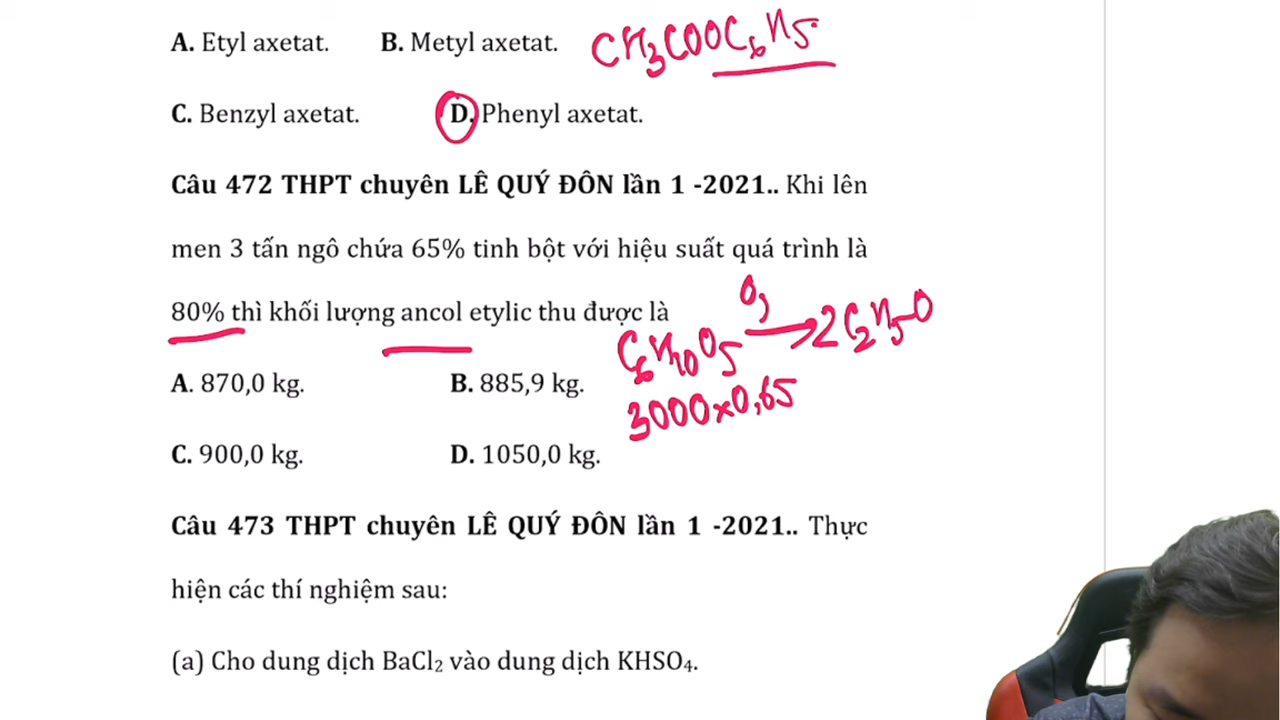 A. Etyl axetat. B. Metyl axetat. CH3COOC6H5
C. Benzyl axetat. D. Phenyl axetat.
Câu 472 THPT chuyên LÊ QUÝ ĐÔN lần 1 -2021.. Khi lên
men 3 tấn ngô chứa 65% tinh bột với hiệu suất quá trình là
80% thì khối lượng ancol etylic thu được là
C6H10O5 → 2C2H5O
A. 870,0 kg. B. 885,9 kg. 3000x0,65
C. 900,0 kg. D. 1050,0 kg.
Câu 473 THPT chuyên LÊ QUÝ ĐÔN lần 1 -2021.. Thực
hiện các thí nghiệm sau:
(a) Cho dung dịch BaCl₂ vào dung dịch KHSO₄.